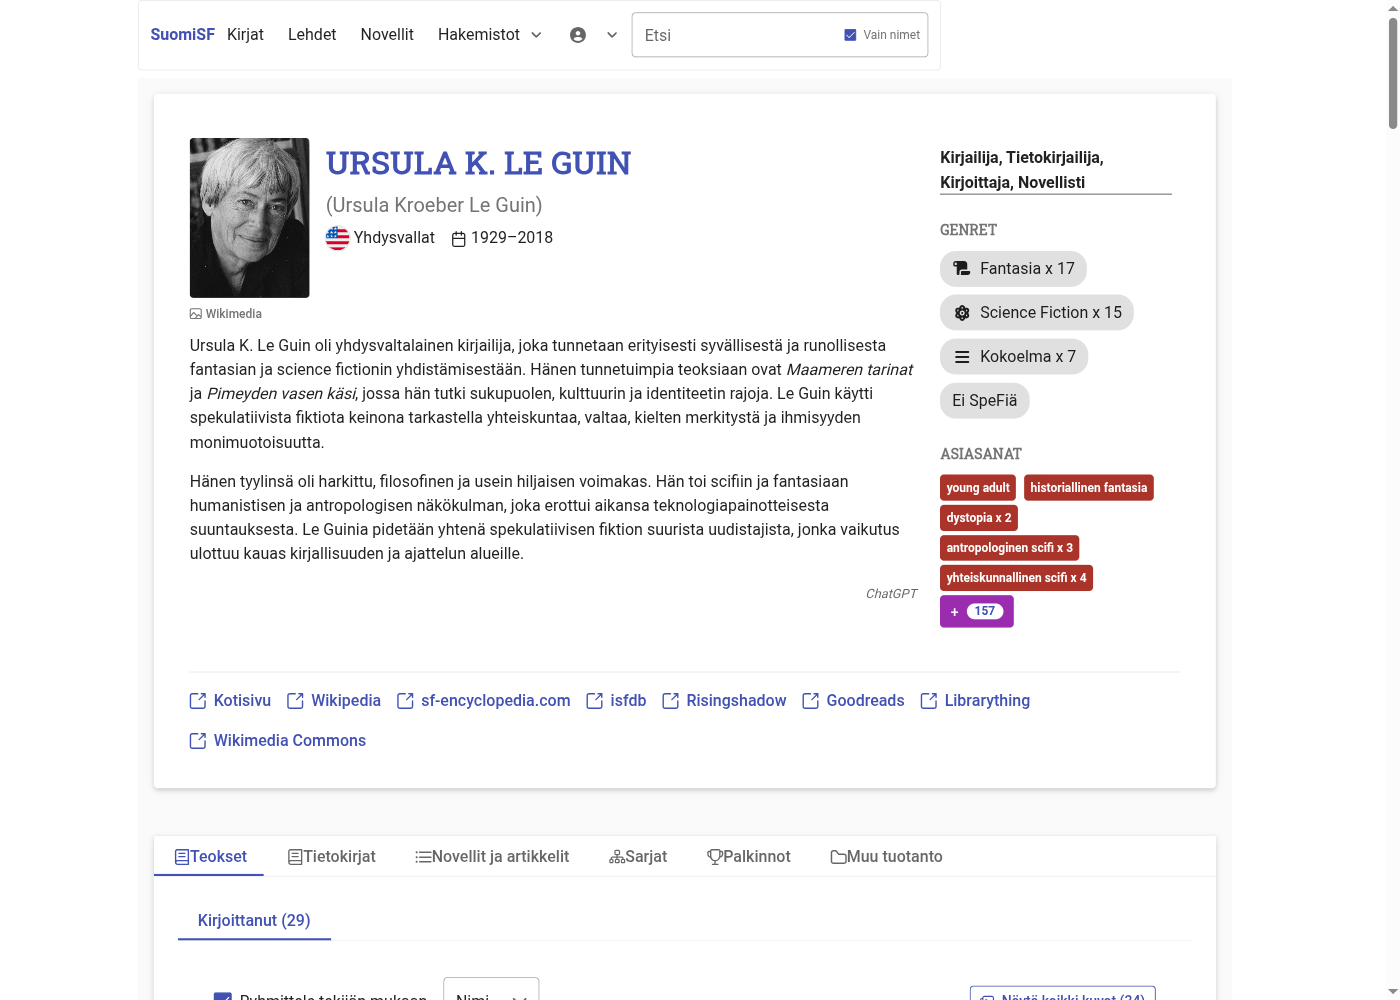 SuomiSF Kirjat Lehdet Novellit Hakemistot Etsi Vain nimet
URSULA K. LE GUIN
(Ursula Kroeber Le Guin)
Yhdysvallat 1929–2018
Wikimedia
Ursula K. Le Guin oli yhdysvaltalainen kirjailija, joka tunnetaan erityisesti syvällisestä ja runollisesta
fantasian ja science fictionin yhdistämisestään. Hänen tunnetuimpia teoksiaan ovat Maameren tarinat
ja Pimeyden vasen käsi, jossa hän tutki sukupuolen, kulttuurin ja identiteetin rajoja. Le Guin käytti
spekulatiivista fiktiota keinona tarkastella yhteiskuntaa, valtaa, kielten merkitystä ja ihmisyyden
monimuotoisuutta.
Hänen tyylinsä oli harkittu, filosofinen ja usein hiljaisen voimakas. Hän toi scifiin ja fantasiaan
humanistisen ja antropologisen näkökulman, joka erottui aikansa teknologiapainotteisesta
suuntauksesta. Le Guinia pidetään yhtenä spekulatiivisen fiktion suurista uudistajista, jonka vaikutus
ulottuu kauas kirjallisuuden ja ajattelun alueille.
ChatGPT
Kirjailija, Tietokirjailija,
Kirjoittaja, Novellisti
GENRET
Fantasia x 17
Science Fiction x 15
Kokoelma x 7
Ei SpeFiä
ASIASANAT
young adult historiallinen fantasia
dystopia x 2
antropologinen scifi x 3
yhteiskunnallinen scifi x 4
+ 157
Kotisivu Wikipedia sf-encyclopedia.com isfdb Risingshadow Goodreads Librarything
Wikimedia Commons
Teokset Tietokirjat Novellit ja artikkelit Sarjat Palkinnot Muu tuotanto
Kirjoittanut (29)
Ryhmittele tekijän mukaan Nimi Näytä kaikki kuvat (24)